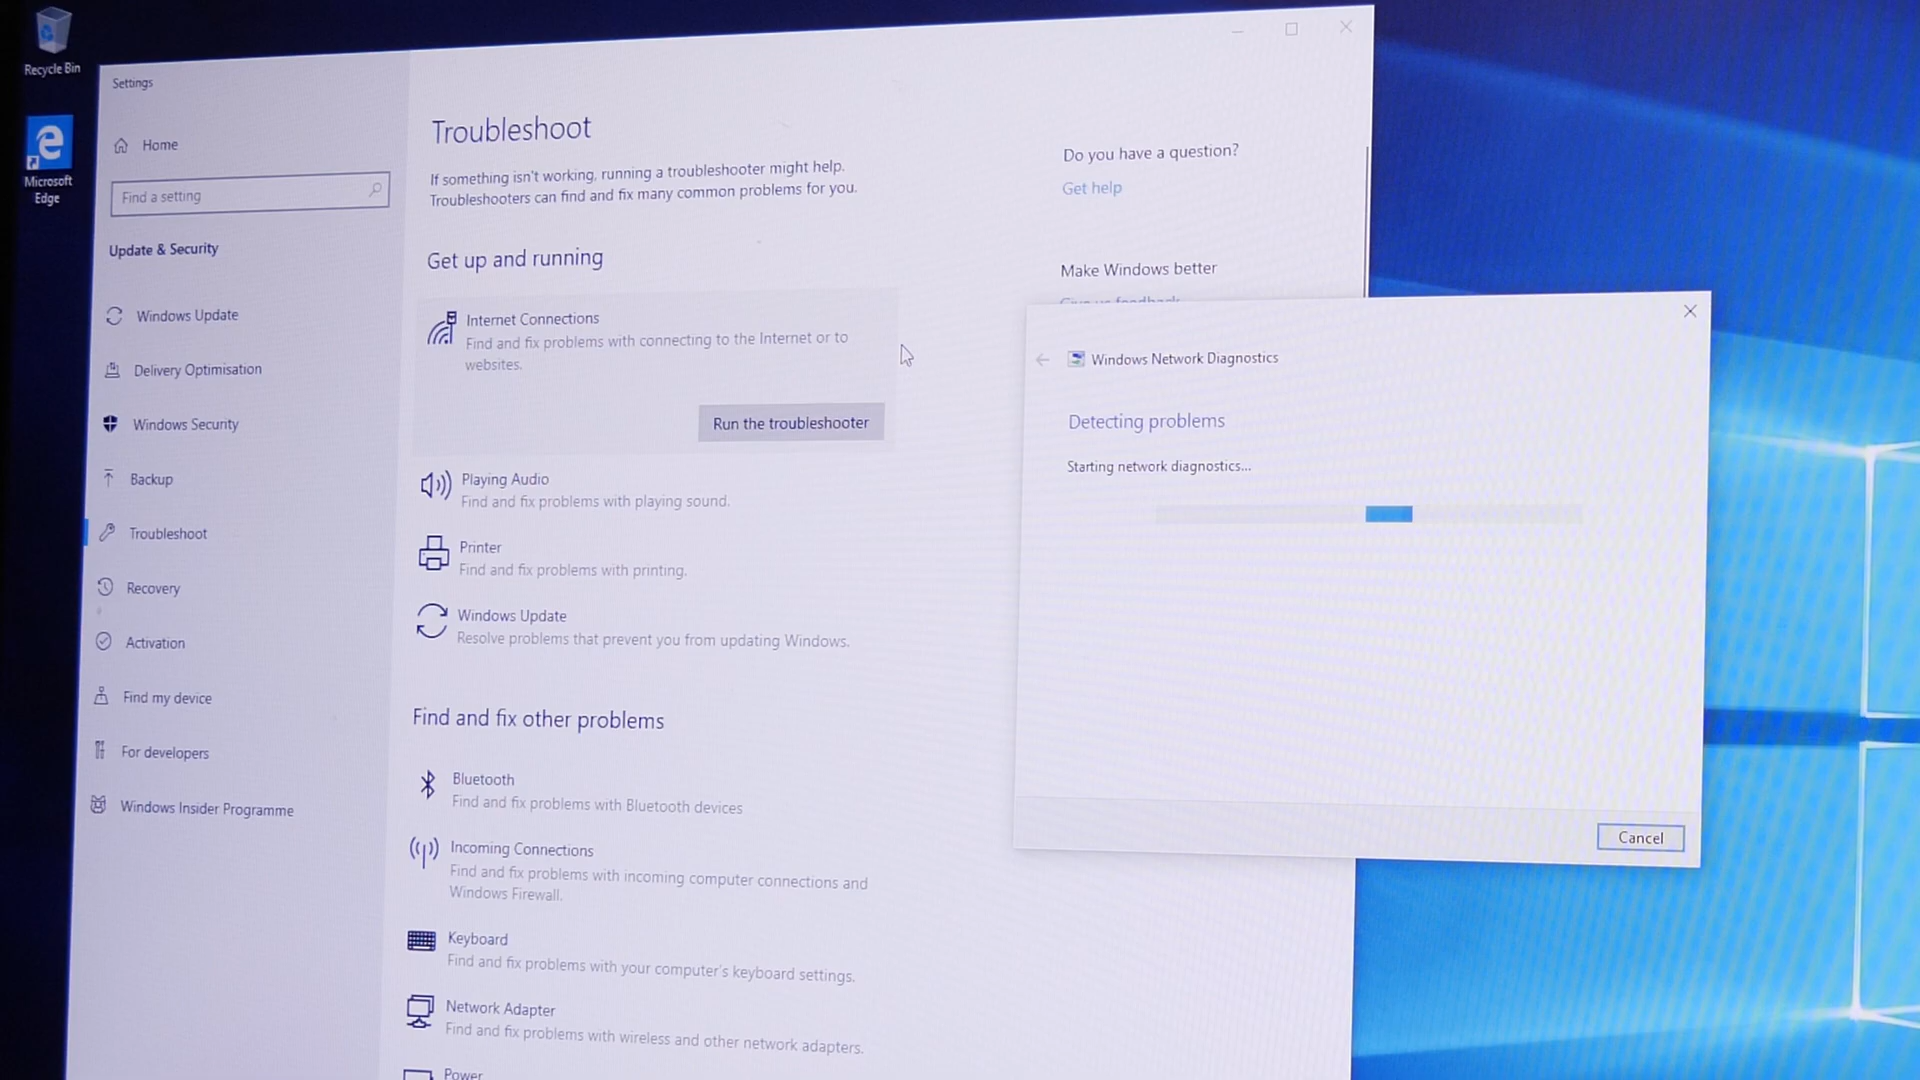 Recycle Bin
Microsoft
Edge
Settings
Home
Find a setting
Update & Security
Windows Update
Delivery Optimisation
Windows Security
Backup
Troubleshoot
Recovery
Activation
Find my device
For developers
Windows Insider Programme
Troubleshoot
If something isn't working, running a troubleshooter might help.
Troubleshooters can find and fix many common problems for you.
Get up and running
Internet Connections
Find and fix problems with connecting to the Internet or to
websites.
Run the troubleshooter
Playing Audio
Find and fix problems with playing sound.
Printer
Find and fix problems with printing.
Windows Update
Resolve problems that prevent you from updating Windows.
Find and fix other problems
Bluetooth
Find and fix problems with Bluetooth devices
Incoming Connections
Find and fix problems with incoming computer connections and
Windows Firewall.
Keyboard
Find and fix problems with your computer's keyboard settings.
Network Adapter
Find and fix problems with wireless and other network adapters.
Power
Do you have a question?
Get help
Make Windows better
Give us feedback
Windows Network Diagnostics
Detecting problems
Starting network diagnostics...
Cancel